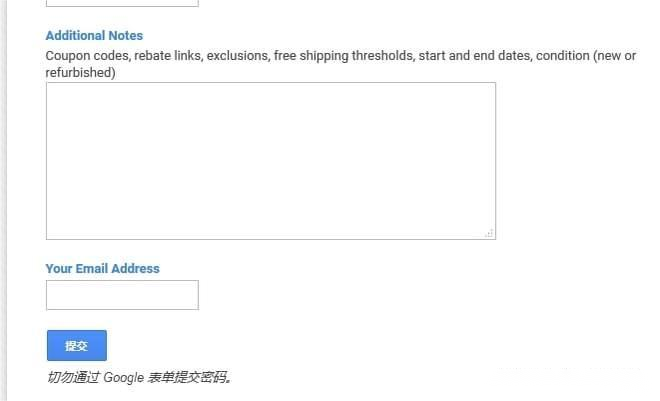 Additional Notes
Coupon codes, rebate links, exclusions, free shipping thresholds, start and end dates, condition (new or
refurbished)
Your Email Address
提交
切勿通过 Google 表单提交密码。